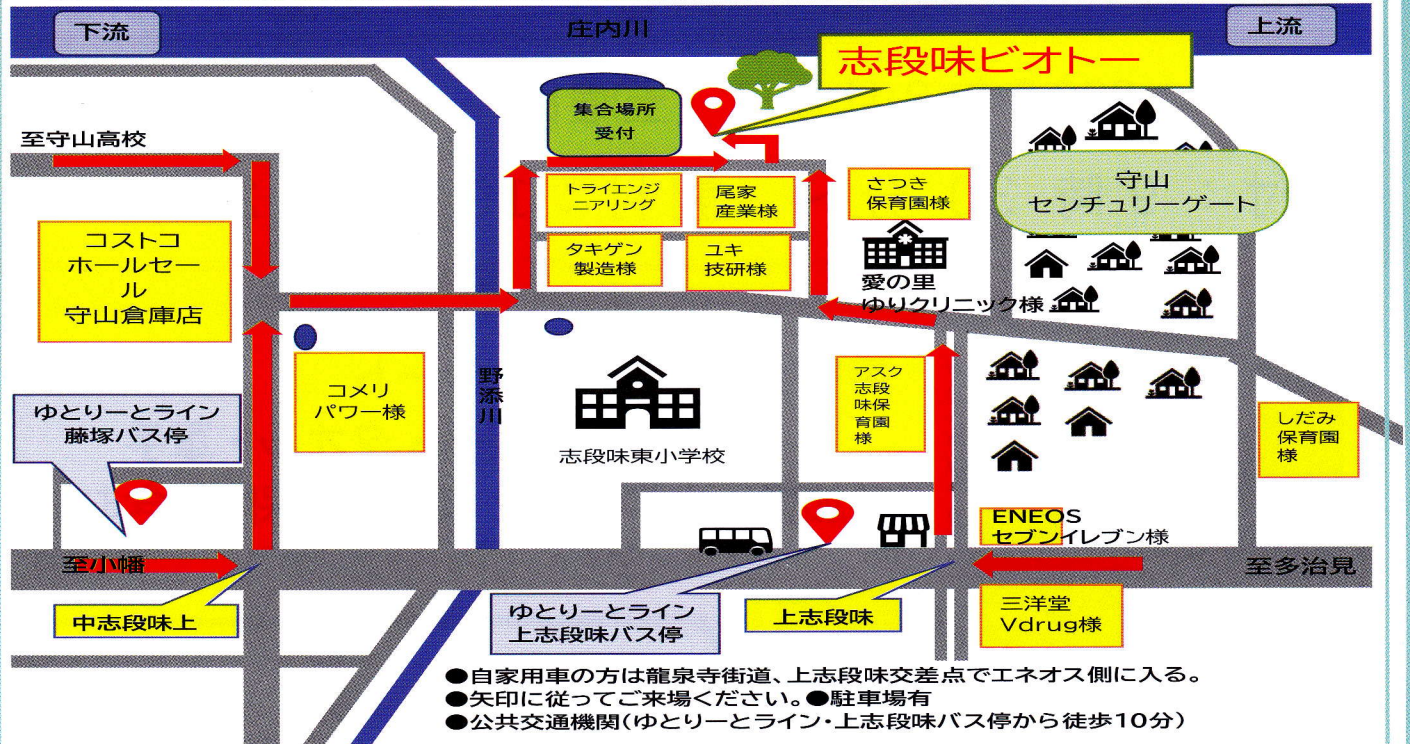 下流
庄内川
上流
志段味ビオトー
集合場所
受付
至守山高校
トライエンジ
ニアリング
尾家
産業様
さつき
保育園様
守山
センチュリーゲート
コストコ
ホールセー
ル
守山倉庫店
タキゲン
製造様
ユキ
技研様
愛の里
ゆりクリニック様
コメリ
パワー様
野添川
アスク
志段
味保
育園
様
ゆとりーとライン
藤塚バス停
志段味東小学校
しだみ
保育園
様
ENEOS
セブンイレブン様
至小幡
至多治見
中志段味上
ゆとりーとライン
上志段味バス停
上志段味
三洋堂
Vdrug様
●自家用車の方は龍泉寺街道、上志段味交差点でエネオス側に入る。
●矢印に従ってご来場ください。●駐車場有
●公共交通機関(ゆとりーとライン・上志段味バス停から徒歩10分)